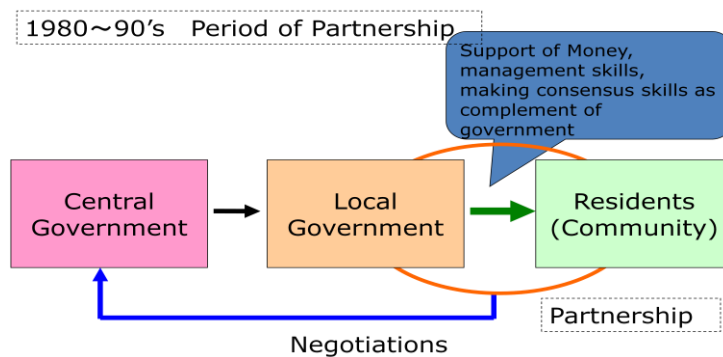 1980～90's Period of Partnership
Support of Money,
management skills,
making consensus skills as
complement of
government
Central
Government
Local
Government
Residents
(Community)
Partnership
Negotiations